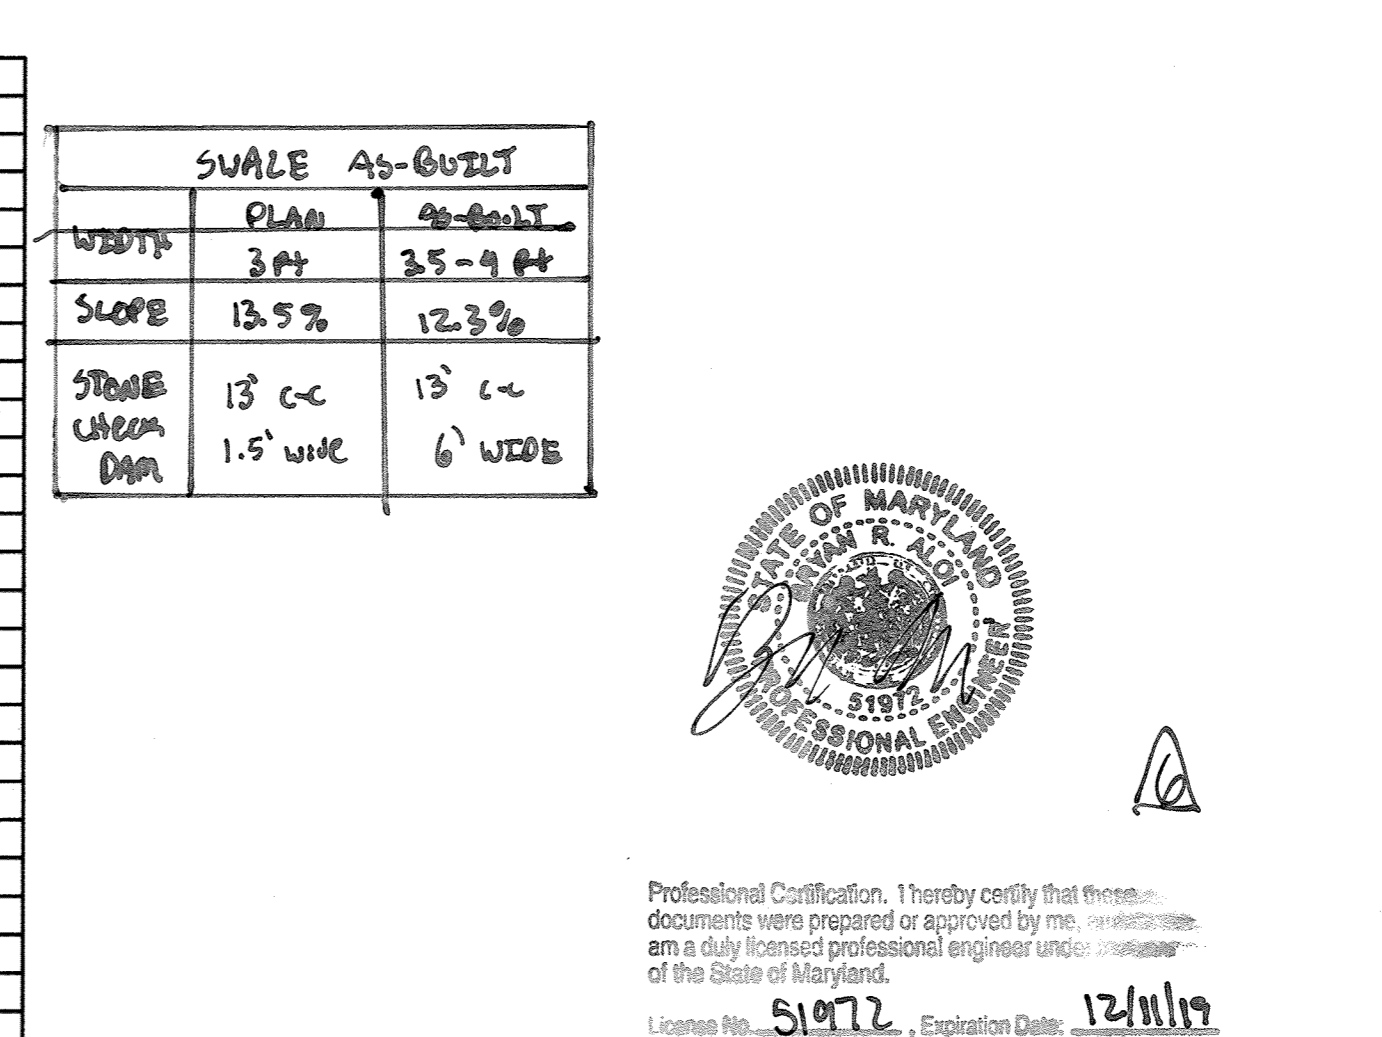 SWALE AS-BUILT
PLAN AS-BUILT
WIDTH 3 Ft 3.5-4 Ft
SLOPE 13.5% 12.3%
STONE CHECK DAM 13' C-C 13' C-C
1.5' WIDE 6' WIDE
STATE OF MARYLAND
RYAN R. ALOI
51972
PROFESSIONAL ENGINEER
6
Professional Certification. I hereby certify that these
documents were prepared or approved by me,
am a duly licensed professional engineer under
of the State of Maryland.
License No. 51972, Expiration Date: 12/11/19